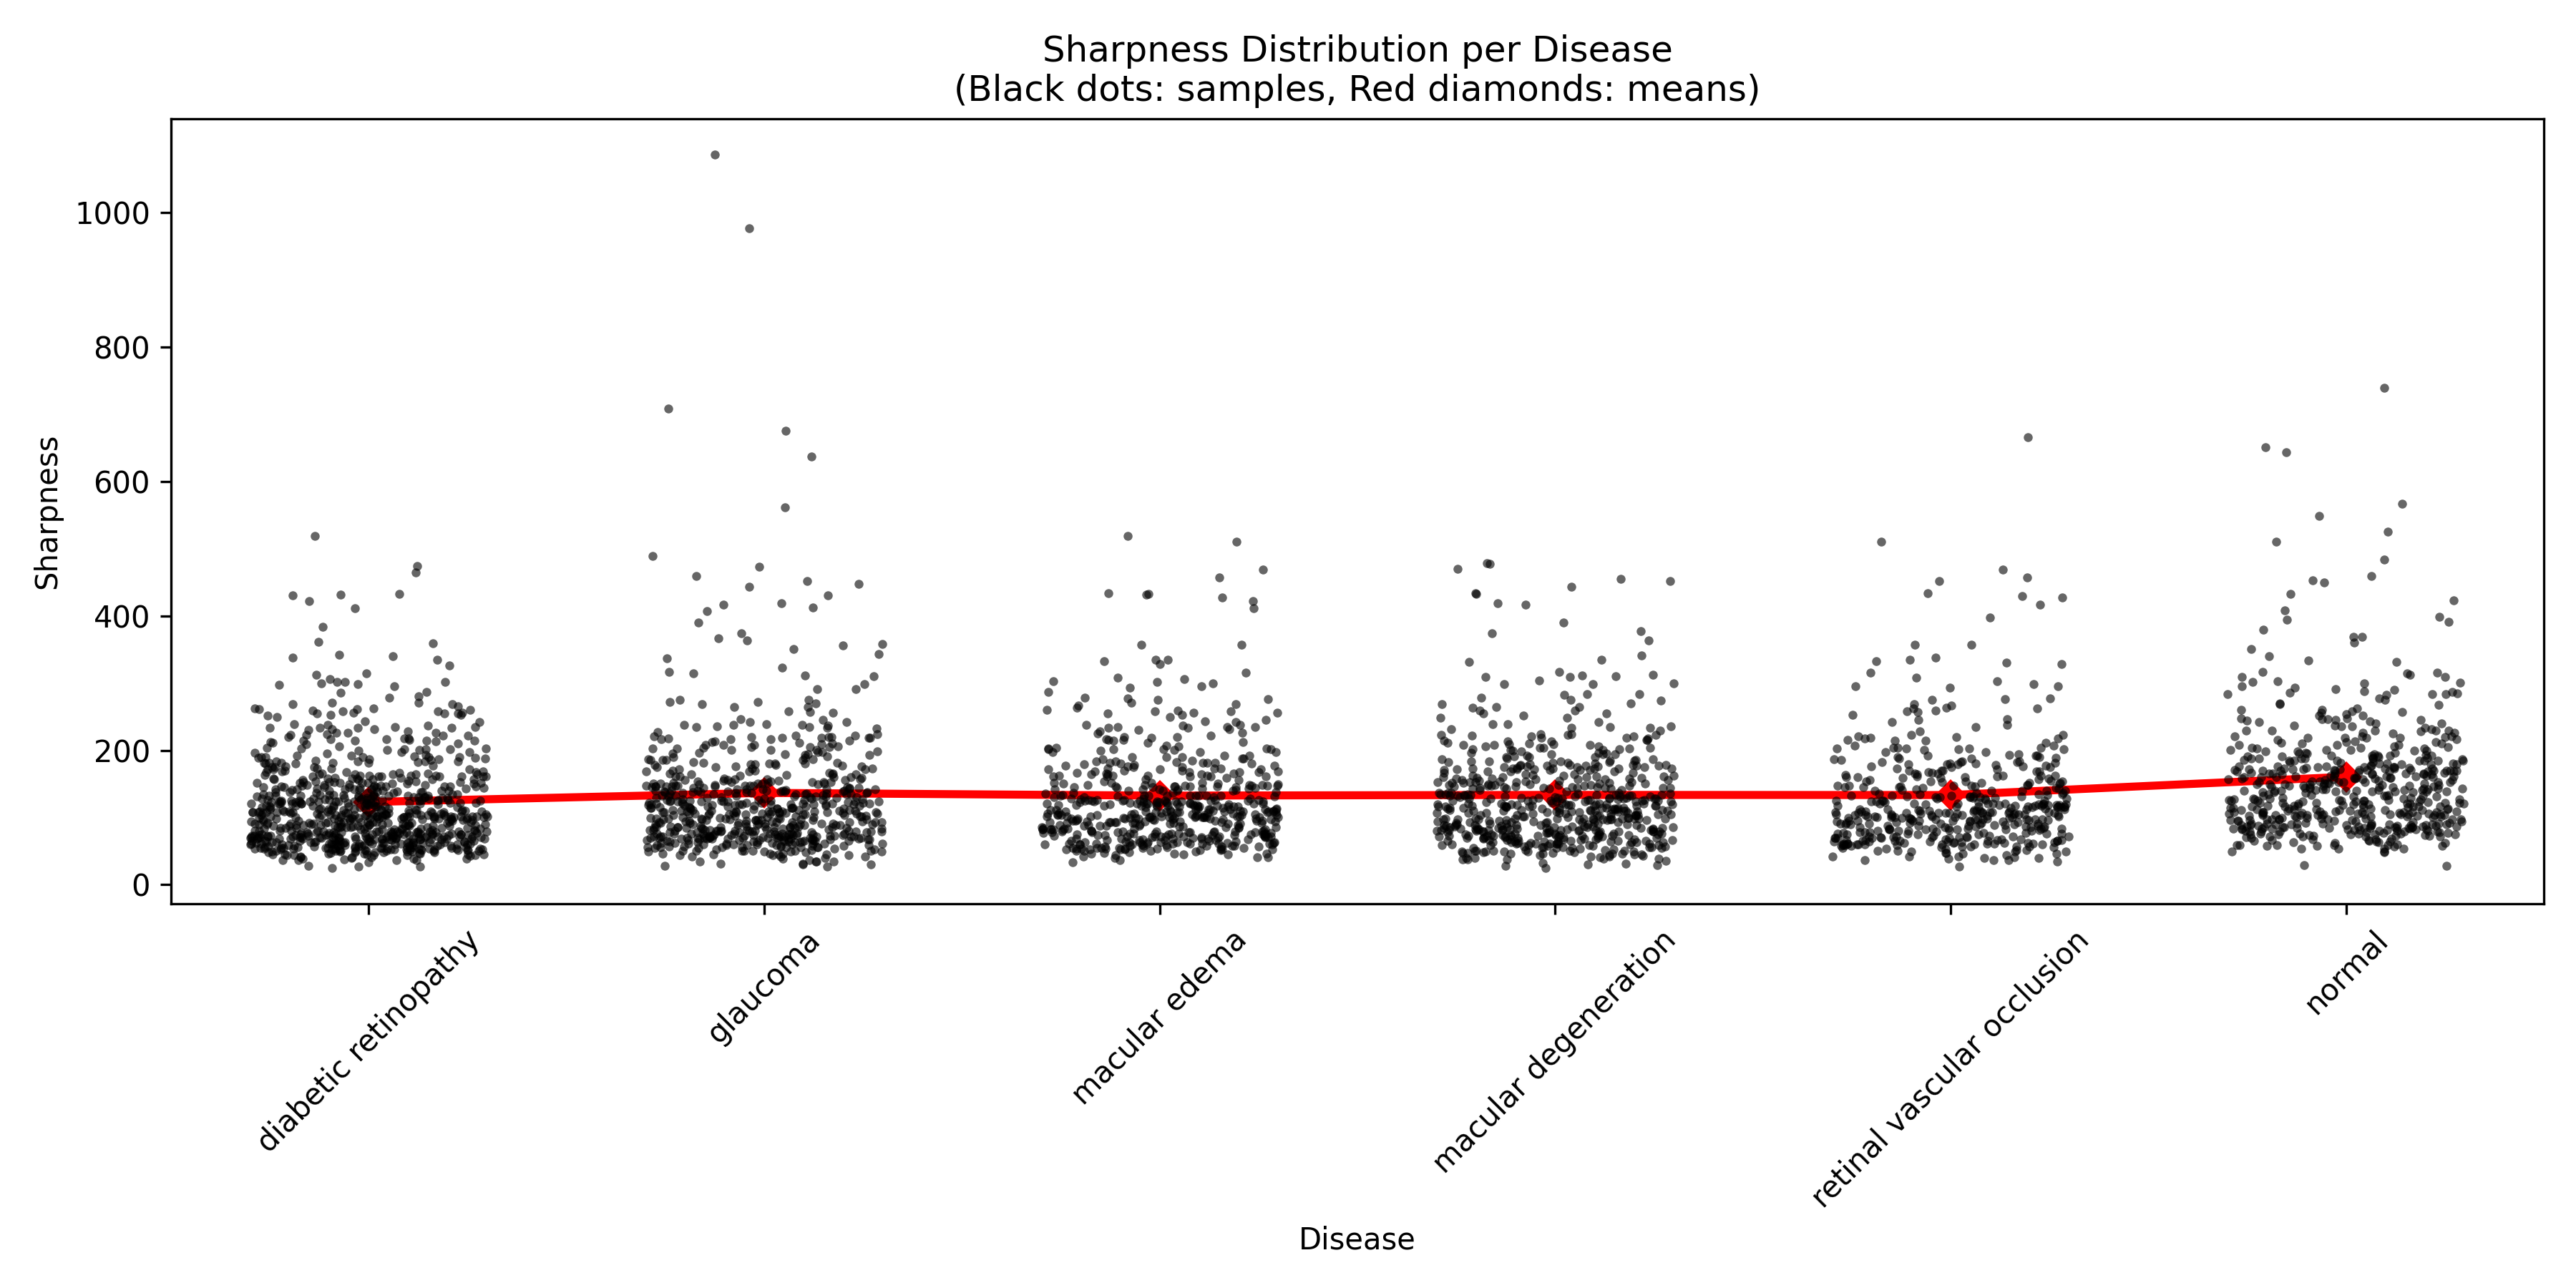 Sharpness Distribution per Disease
(Black dots: samples, Red diamonds: means)
Sharpness
1000
800
600
400
200
0
diabetic retinopathy
glaucoma
macular edema
macular degeneration
retinal vascular occlusion
normal
Disease